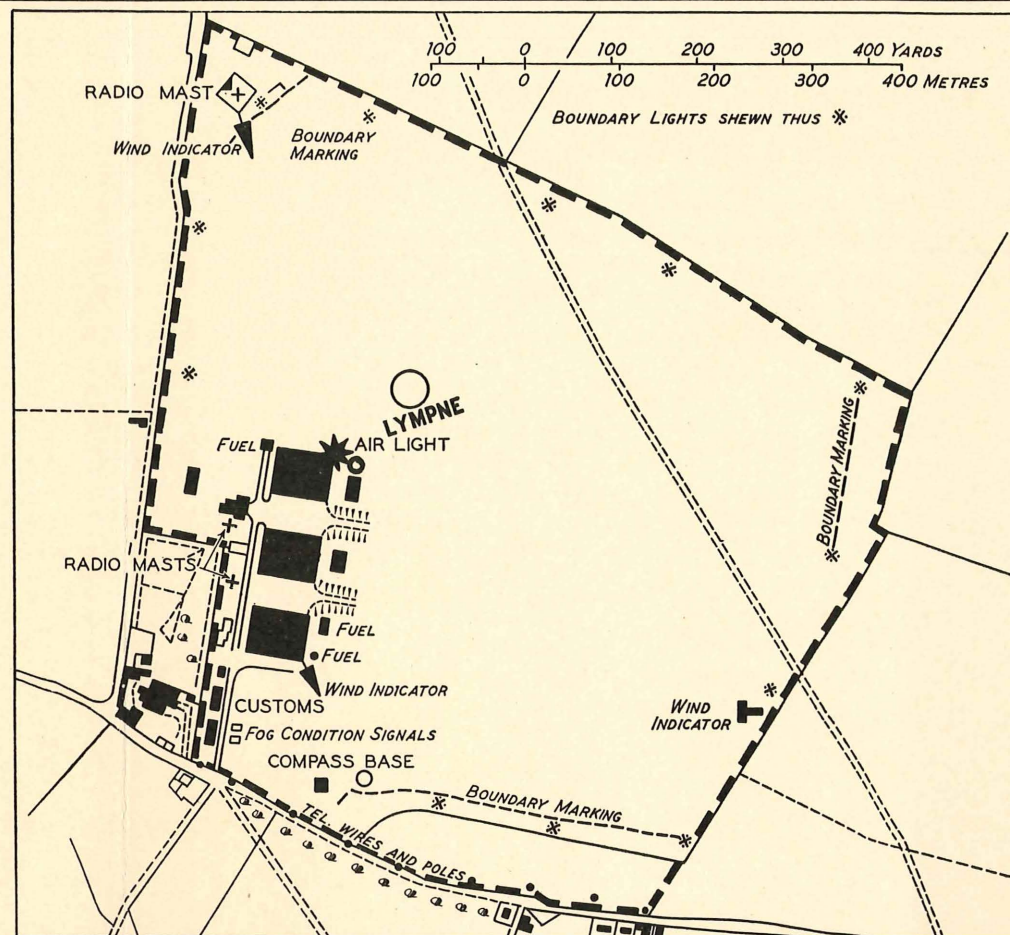 100 0 100 200 300 400 YARDS
100 0 100 200 300 400 METRES
BOUNDARY LIGHTS SHEWN THUS
RADIO MAST
WIND INDICATOR
BOUNDARY
MARKING
LYMPNE
FUEL
AIR LIGHT
BOUNDARY MARKING
RADIO MASTS
FUEL
FUEL
WIND INDICATOR
CUSTOMS
WIND
INDICATOR
FOG CONDITION SIGNALS
COMPASS BASE
BOUNDARY MARKING
TEL. WIRES AND POLES